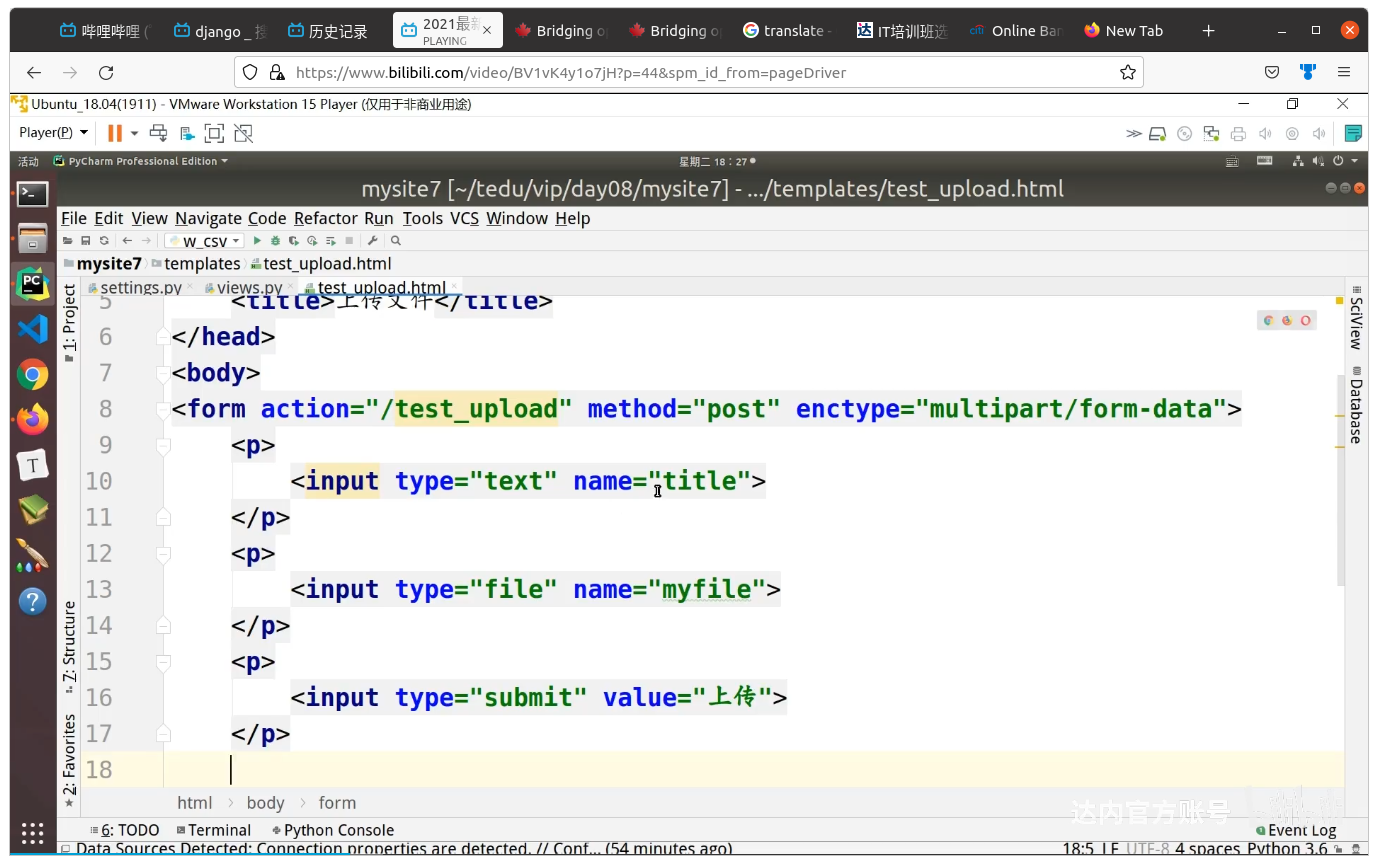 哔哩哔哩 (
django _ 搜
历史记录
2021最新
PLAYING
Bridging o
Bridging o
G translate -
达 IT培训班选
citi Online Ban
New Tab
https://www.bilibili.com/video/BV1vK4y1o7jH?p=44&spm_id_from=pageDriver
Ubuntu_18.04(1911) - VMware Workstation 15 Player (仅用于非商业用途)
Player(P)
活动
PyCharm Professional Edition
星期二 18：27
mysite7 [~/tedu/vip/day08/mysite7] - .../templates/test_upload.html
File Edit View Navigate Code Refactor Run Tools VCS Window Help
w_csv
mysite7 templates test_upload.html
settings.py views.py test_upload.html
1: Project
7: Structure
2: Favorites
SciView
Database
5 <title>上传文件</title>
6 </head>
7 <body>
8 <form action="/test_upload" method="post" enctype="multipart/form-data">
9 <p>
10 <input type="text" name="title">
11 </p>
12 <p>
13 <input type="file" name="myfile">
14 </p>
15 <p>
16 <input type="submit" value="上传">
17 </p>
18
html > body > form
达内官方账号
6: TODO Terminal Python Console
Event Log
Data Sources Detected: Connection properties are detected. // Conf... (54 minutes ago)
18:5 LF UTF-8 4 spaces Python 3.6